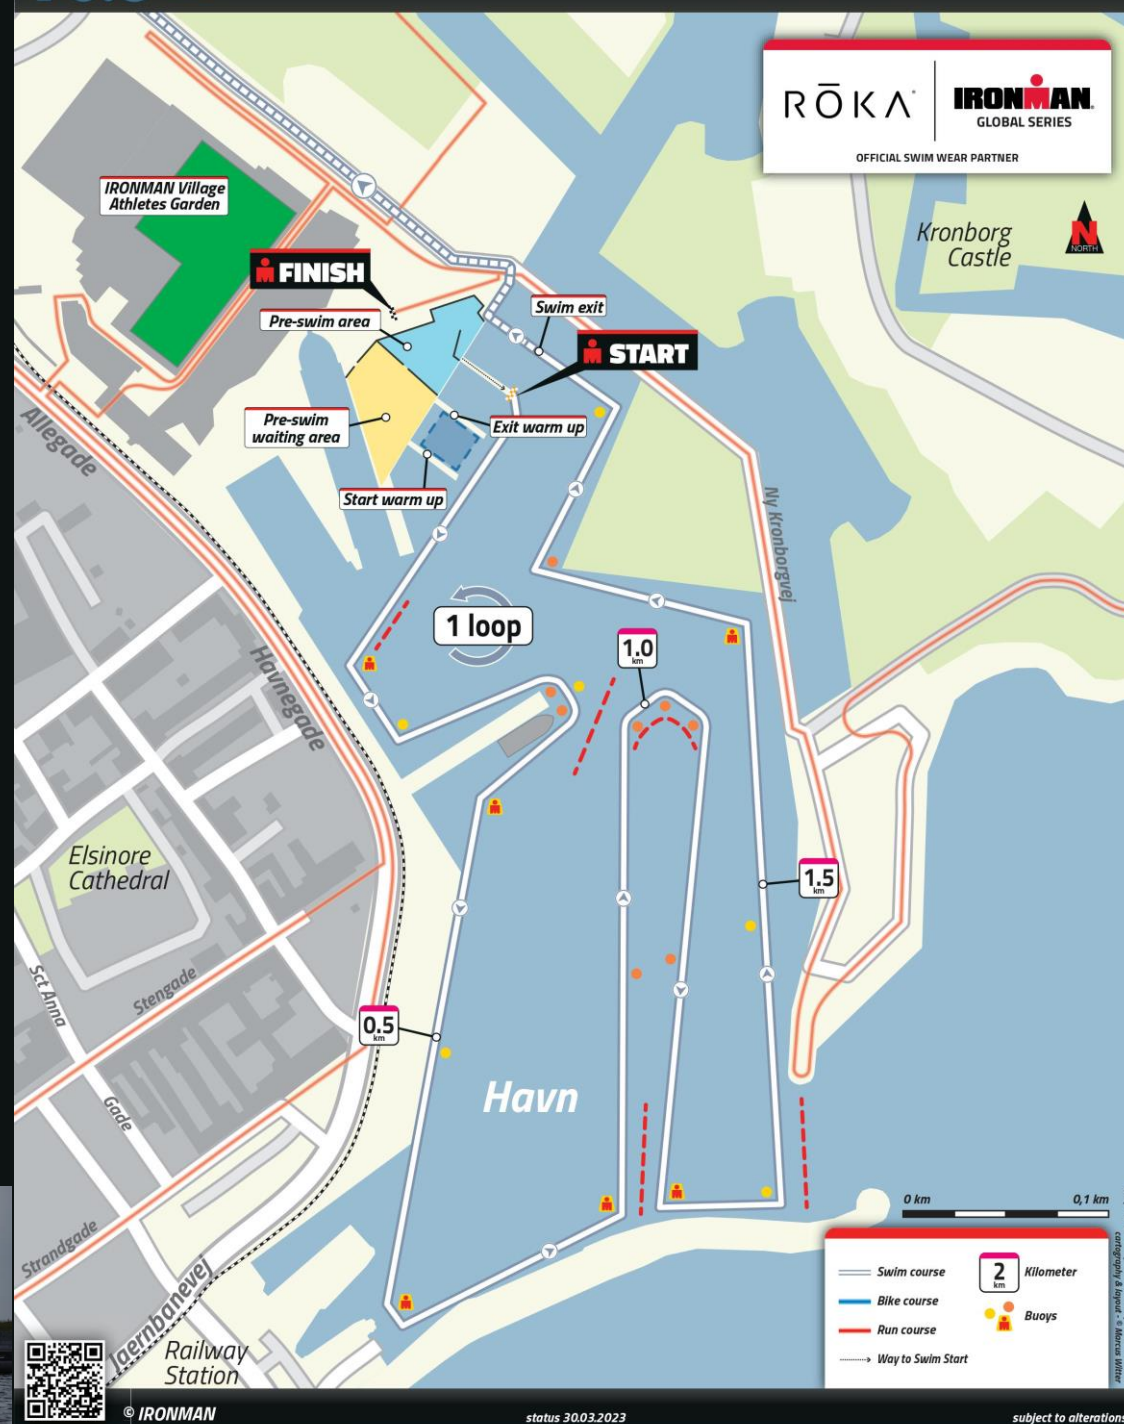 RŌKA
IRONMAN
GLOBAL SERIES
OFFICIAL SWIM WEAR PARTNER
IRONMAN Village
Athletes Garden
Kronborg
Castle
NORTH
N
FINISH
Pre-swim area
Swim exit
START
Pre-swim
waiting area
Exit warm up
Start warm up
Allegade
Ny Kronborgvej
1 loop
1.0
km
Havnegade
Elsinore
Cathedral
1.5
km
Sct Anna
Gade
Stengade
0.5
km
Havn
Strandgade
Jaernbanevej
Railway
Station
0 km
0,1 km
Swim course
Bike course
Run course
Way to Swim Start
2
km
Kilometer
Buoys
cartography & layout - © Marcus Witter
© IRONMAN
status 30.03.2023
subject to alterations